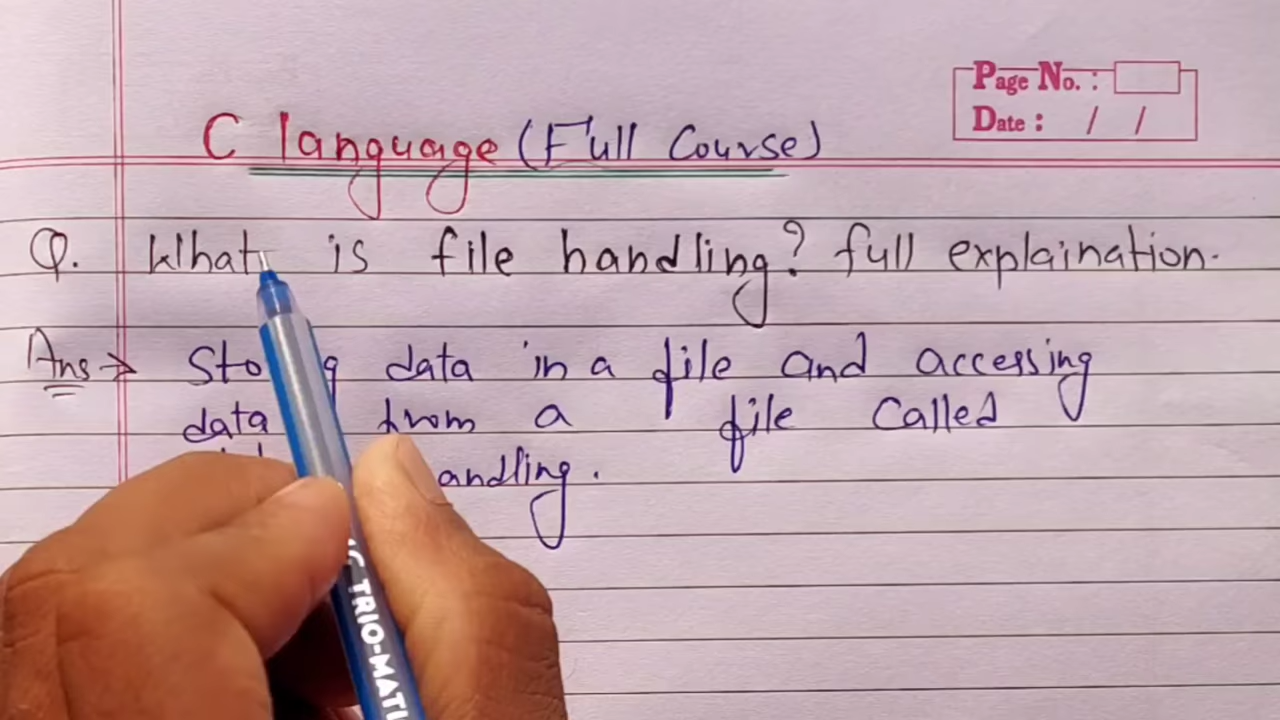 Page No. :
Date : / /
C language (Full Course)
Q. What is file handling? full explaination.
Ans → data in a file and accessing
data from a file called
andling.
TRIO-MATI